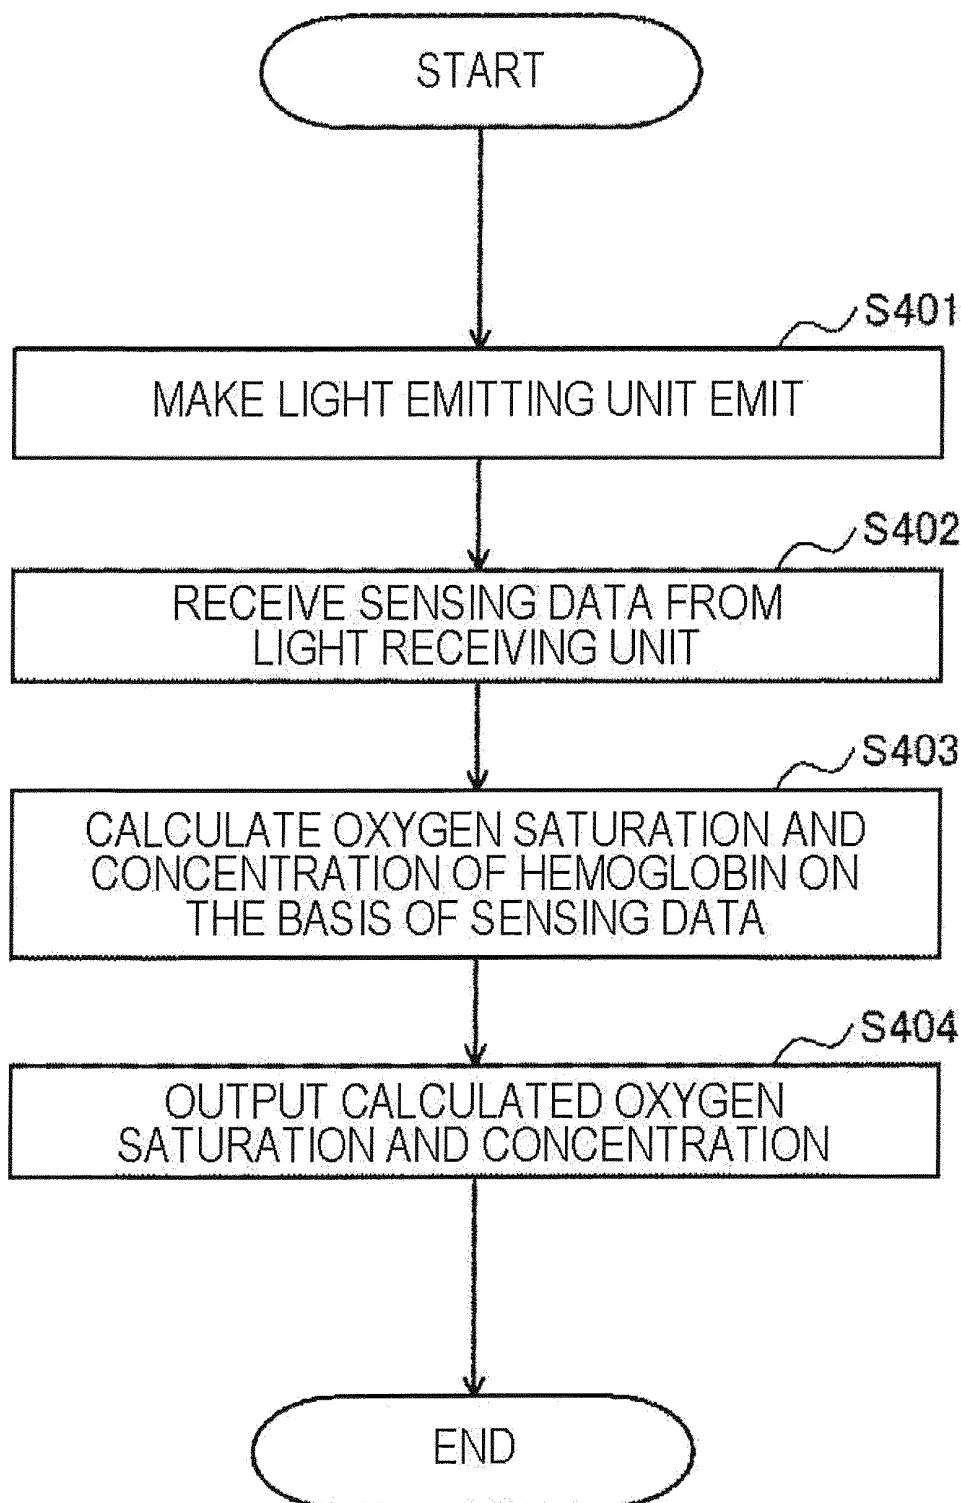 START
S401
MAKE LIGHT EMITTING UNIT EMIT
S402
RECEIVE SENSING DATA FROM
LIGHT RECEIVING UNIT
S403
CALCULATE OXYGEN SATURATION AND
CONCENTRATION OF HEMOGLOBIN ON
THE BASIS OF SENSING DATA
S404
OUTPUT CALCULATED OXYGEN
SATURATION AND CONCENTRATION
END